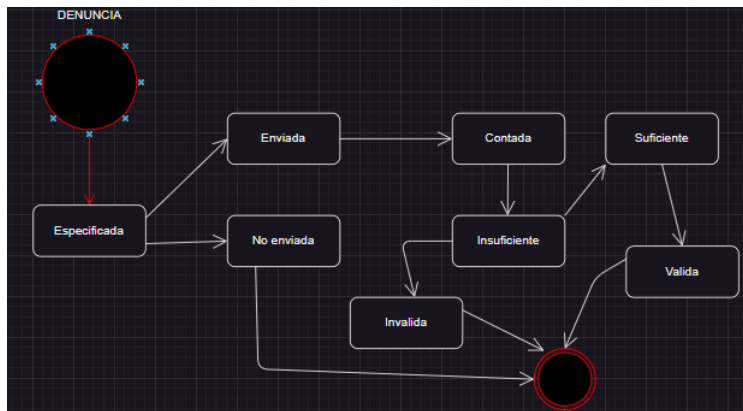 DENUNCIA
Enviada
Contada
Suficiente
Especificada
No enviada
Insuficiente
Valida
Invalida